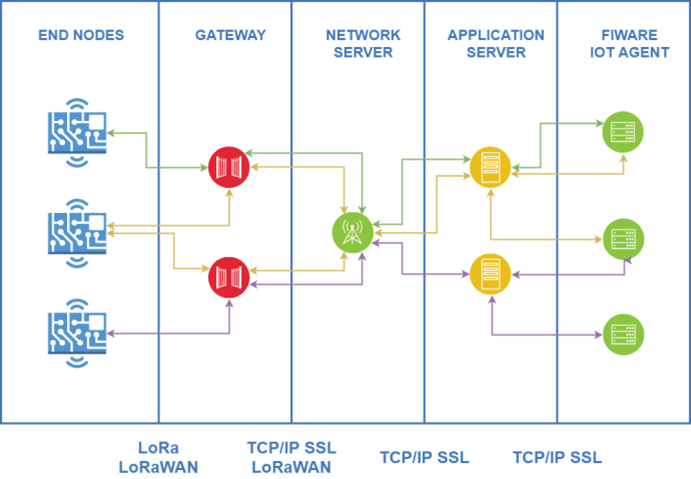 END NODES
GATEWAY
NETWORK
SERVER
APPLICATION
SERVER
FIWARE
IOT AGENT
LoRa
LoRaWAN
TCP/IP SSL
LoRaWAN
TCP/IP SSL
TCP/IP SSL